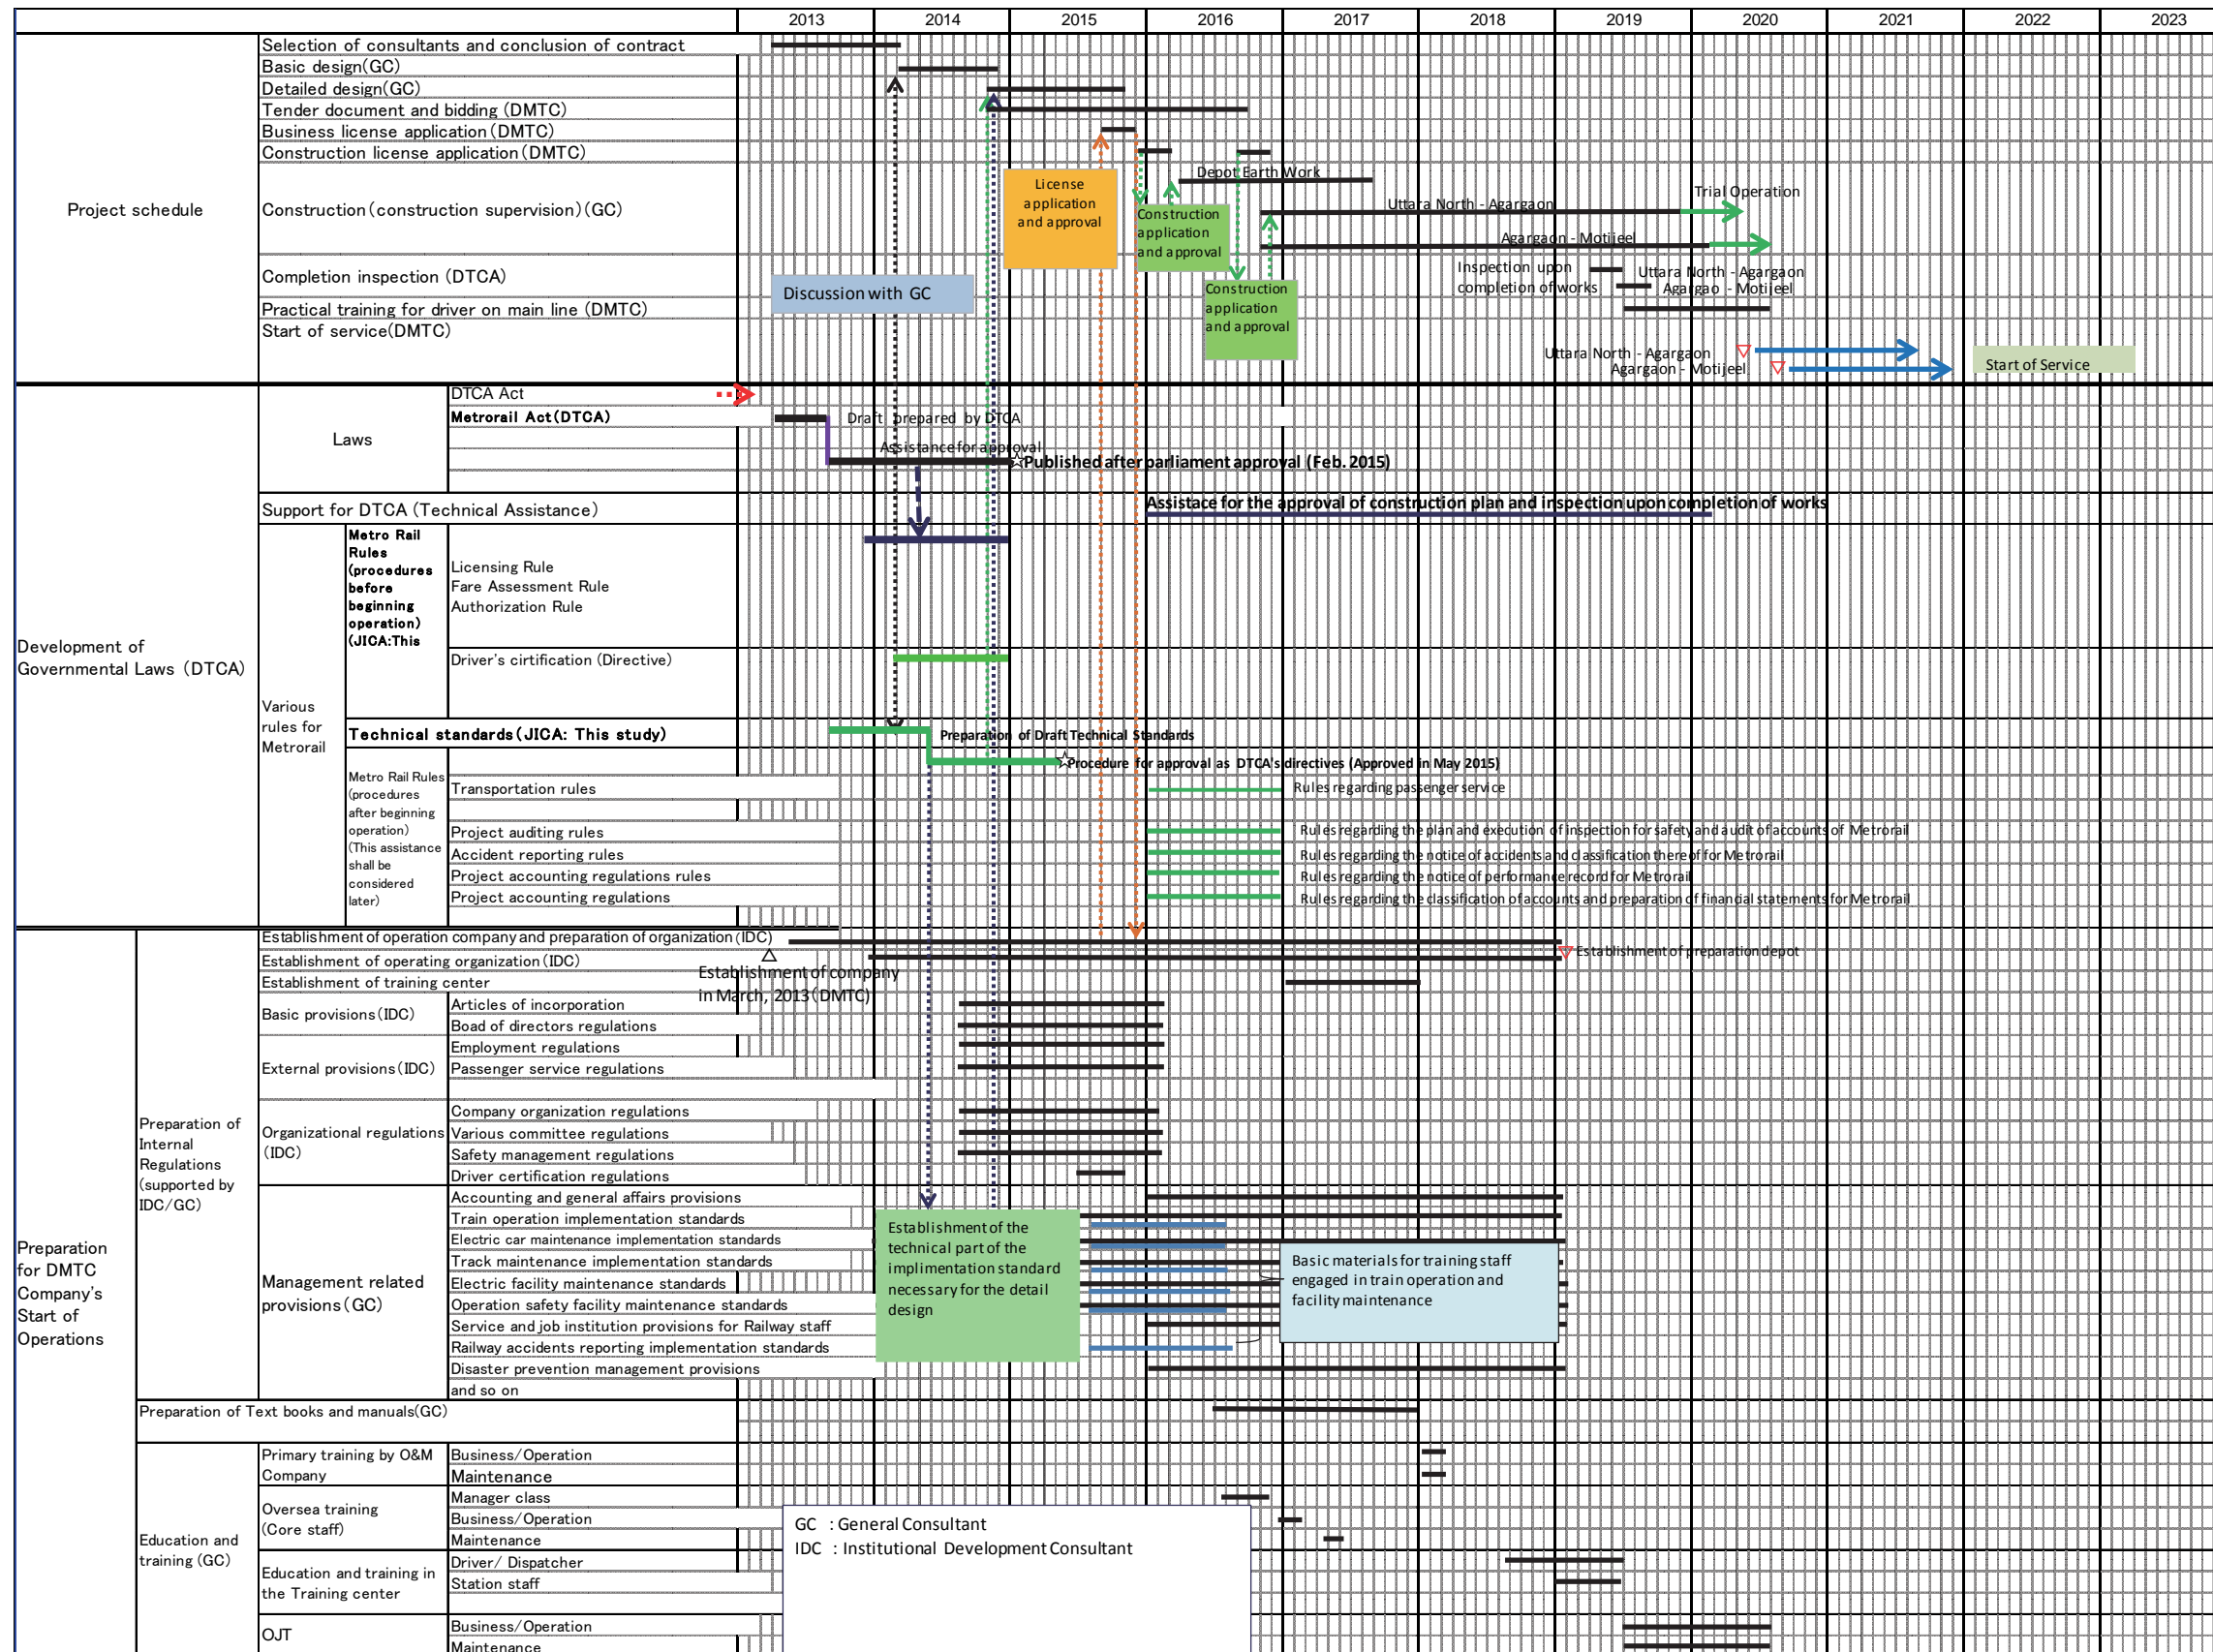 2013 2014 2015 2016 2017 2018 2019 2020 2021 2022 2023
Project schedule
Selection of consultants and conclusion of contract
Basic design(GC)
Detailed design(GC)
Tender document and bidding (DMTC)
Business license application (DMTC)
Construction license application (DMTC)
Construction (construction supervision) (GC)
Completion inspection (DTCA)
Practical training for driver on main line (DMTC)
Start of service(DMTC)
Depot Earth Work
License
application
and approval
Construction
application
and approval
Construction
application
and approval
Discussion with GC
Uttara North - Agargaon
Trial Operation
Agargaon - Motijeel
Inspection upon
completion of works
Uttara North - Agargaon
Agargao - Motijeel
Uttara North - Agargaon
Agargaon - Motijeel
Start of Service
Development of
Governmental Laws (DTCA)
Laws
DTCA Act
Metrorail Act(DTCA)
Draft prepared by DTCA
Assistance for approval
☆Published after parliament approval (Feb. 2015)
Support for DTCA (Technical Assistance)
Assistace for the approval of construction plan and inspection upon completion of works
Various
rules for
Metrorail
Metro Rail
Rules
(procedures
before
beginning
operation)
(JICA:This
Licensing Rule
Fare Assessment Rule
Authorization Rule
Driver's cirtification (Directive)
Technical standards(JICA: This study)
Preparation of Draft Technical Standards
☆Procedure for approval as DTCA's directives (Approved in May 2015)
Metro Rail Rules
(procedures
after beginning
operation)
(This assistance
shall be
considered
later)
Transportation rules
Rules regarding passenger service
Project auditing rules
Rules regarding the plan and execution of inspection for safety and audit of accounts of Metrorail
Accident reporting rules
Rules regarding the notice of accidents and classification there of for Metrorail
Project accounting regulations rules
Rules regarding the notice of performance record for Metrorail
Project accounting regulations
Rules regarding the classification of accounts and preparation of financial statements for Metrorail
Preparation
for DMTC
Company's
Start of
Operations
Establishment of operation company and preparation of organization (IDC)
Establishment of operating organization (IDC)
Establishment of preparation depot
Establishment of training center
Establishment of company
in March, 2013(DMTC)
Preparation of
Internal
Regulations
(supported by
IDC/GC)
Basic provisions(IDC)
Articles of incorporation
Boad of directors regulations
External provisions(IDC)
Employment regulations
Passenger service regulations
Organizational regulations
(IDC)
Company organization regulations
Various committee regulations
Safety management regulations
Driver certification regulations
Management related
provisions(GC)
Accounting and general affairs provisions
Train operation implementation standards
Electric car maintenance implementation standards
Track maintenance implementation standards
Electric facility maintenance standards
Operation safety facility maintenance standards
Service and job institution provisions for Railway staff
Railway accidents reporting implementation standards
Disaster prevention management provisions
and so on
Establishment of the
technical part of the
implimentation standard
necessary for the detail
design
Basic materials for training staff
engaged in train operation and
facility maintenance
Preparation of Text books and manuals(GC)
Education and
training (GC)
Primary training by O&M
Company
Business/Operation
Maintenance
Oversea training
(Core staff)
Manager class
Business/Operation
Maintenance
Education and training in
the Training center
Driver/ Dispatcher
Station staff
OJT
Business/Operation
Maintenance
GC : General Consultant
IDC : Institutional Development Consultant